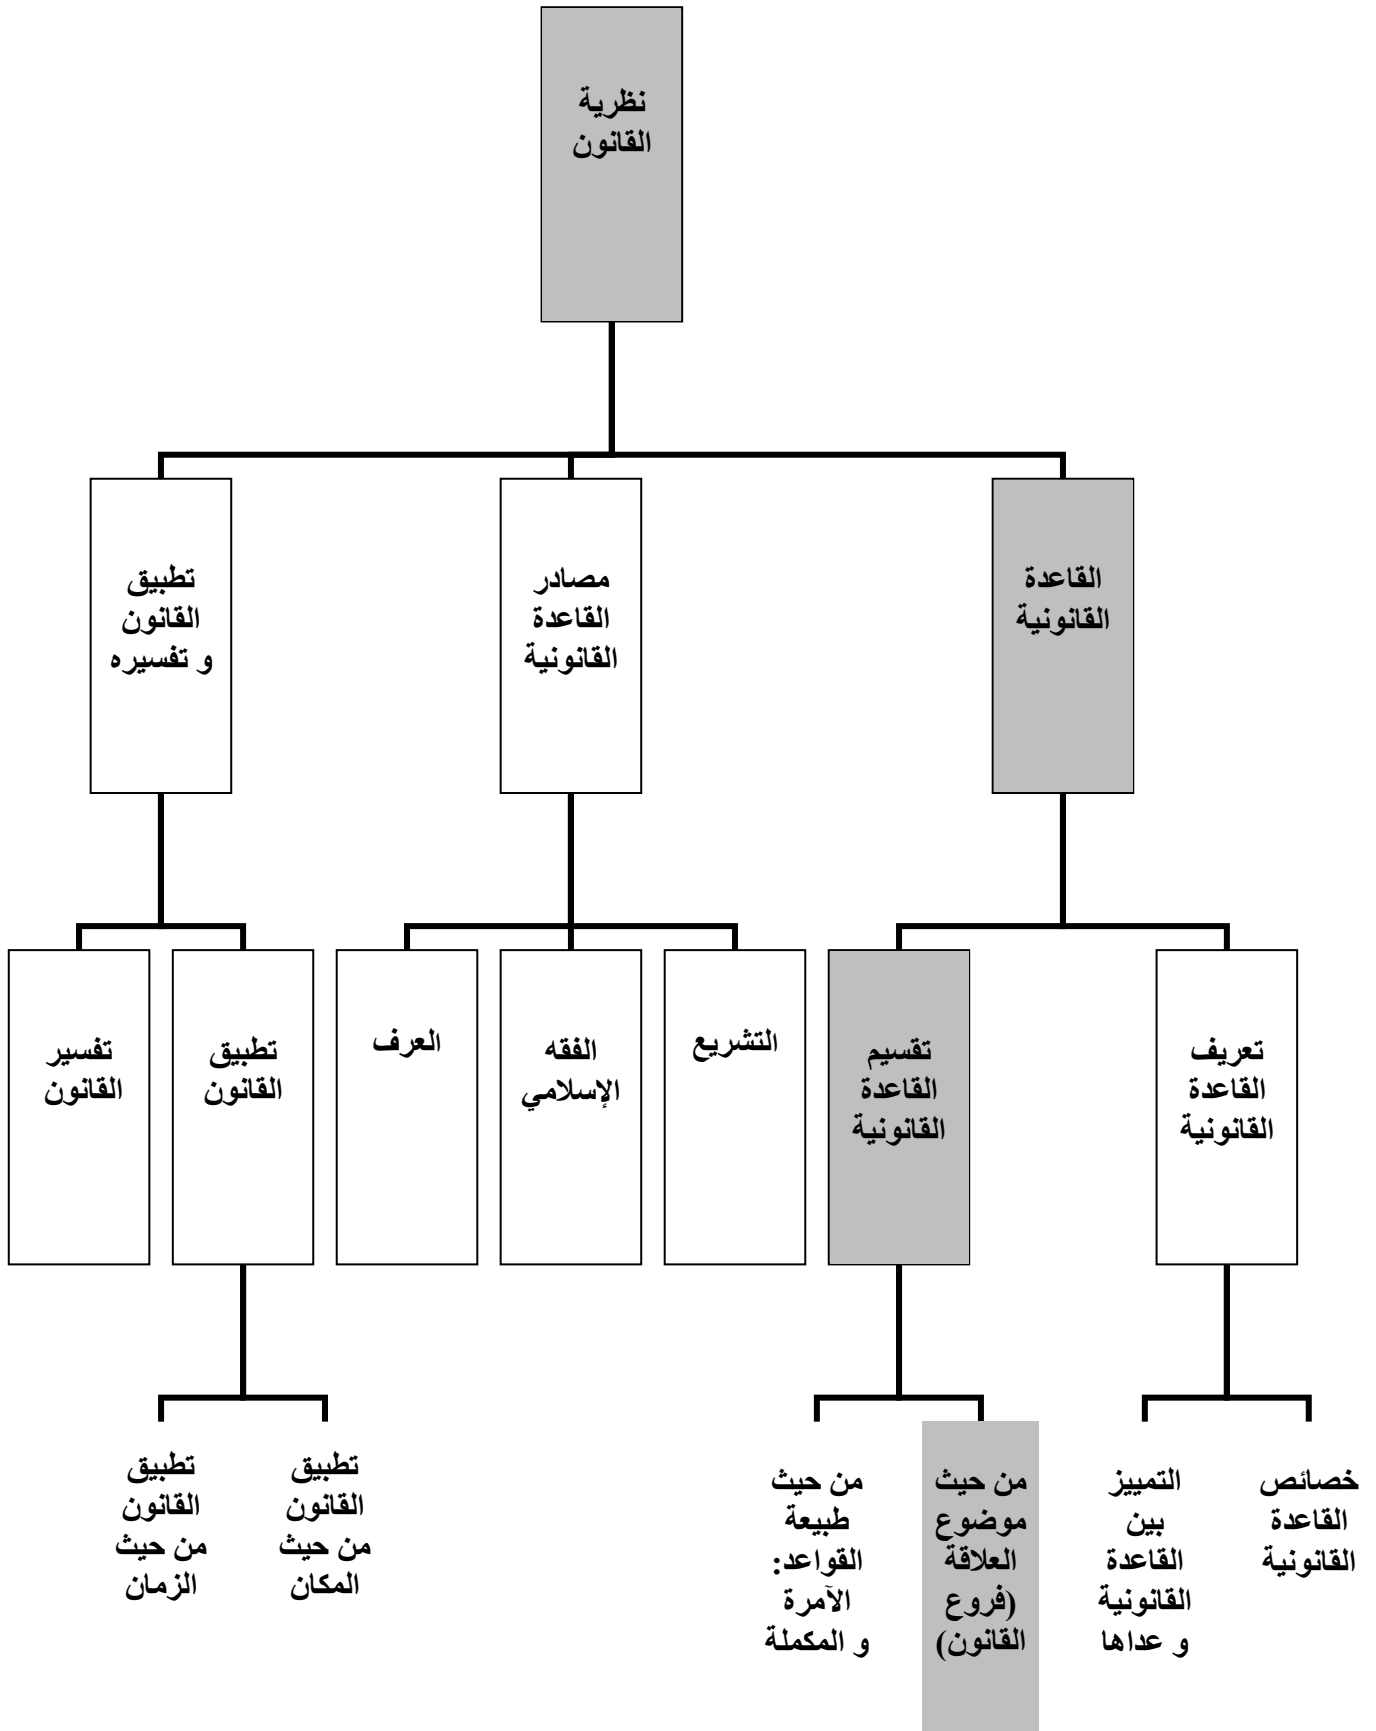 نظرية
القانون
القاعدة
القانونية
مصادر
القاعدة
القانونية
تطبيق
القانون
و تفسيره
تعريف
القاعدة
القانونية
تقسيم
القاعدة
القانونية
التشريع
الفقه
الإسلامي
العرف
تطبيق
القانون
تفسير
القانون
خصائص
القاعدة
القانونية
التمييز
بين
القاعدة
القانونية
و عداها
من حيث
موضوع
العلاقة
(فروع
القانون)
من حيث
طبيعة
القواعد:
الآمرة
و المكملة
تطبيق
القانون
من حيث
المكان
تطبيق
القانون
من حيث
الزمان